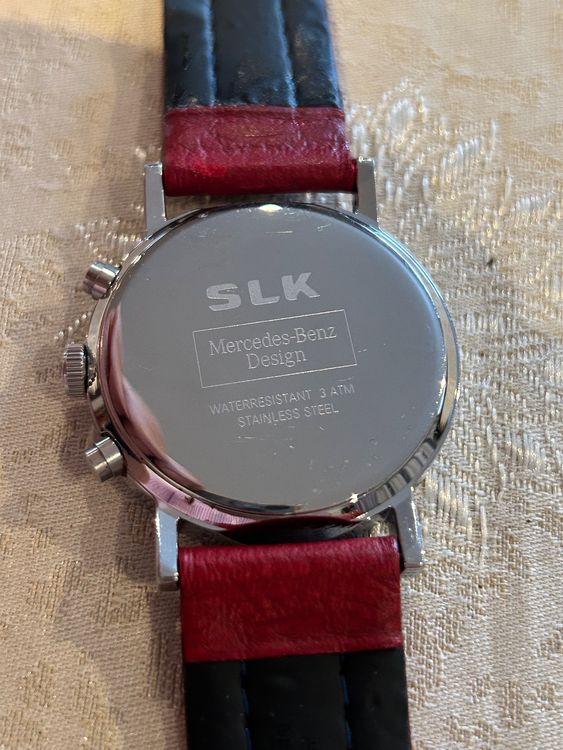 SLK
Mercedes-Benz
Design
WATERRESISTANT 3 ATM
STAINLESS STEEL